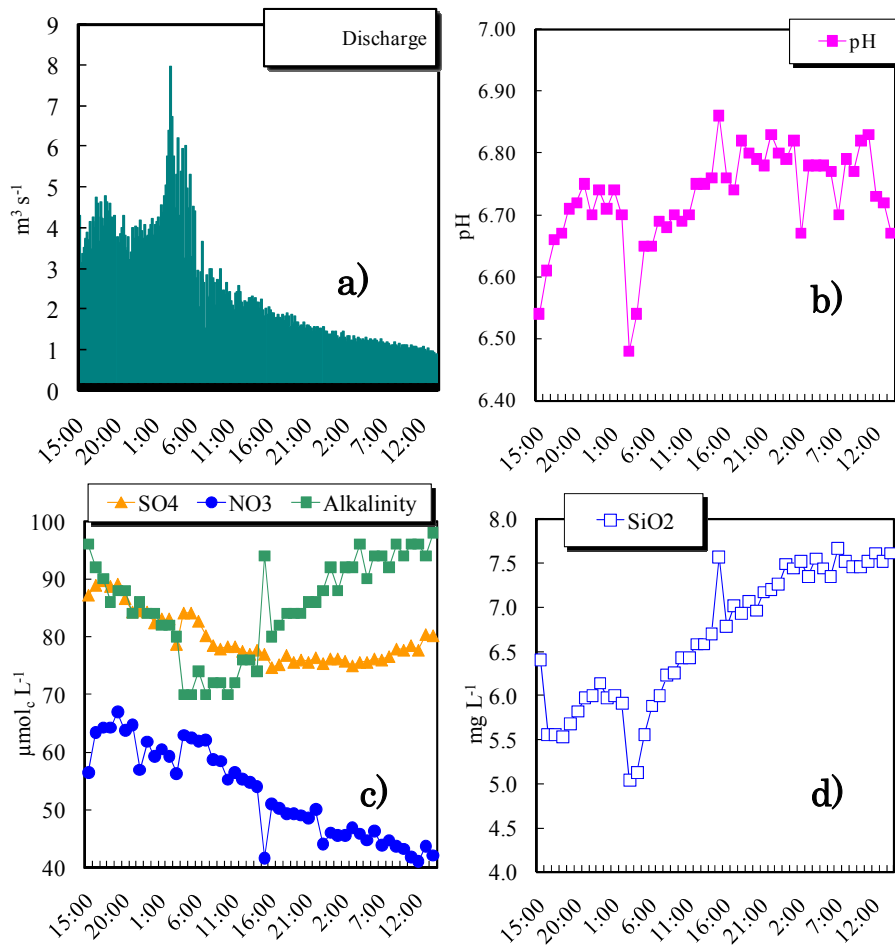 Discharge
9
8
7
6
5
4
3
2
1
0
m³ s⁻¹
a)
15:00 20:00 1:00 6:00 11:00 16:00 21:00 2:00 7:00 12:00
pH
7.00
6.90
6.80
6.70
6.60
6.50
6.40
pH
b)
15:00 20:00 1:00 6:00 11:00 16:00 21:00 2:00 7:00 12:00
SO4 NO3 Alkalinity
100
90
80
70
60
50
40
µmol_c L⁻¹
c)
15:00 20:00 1:00 6:00 11:00 16:00 21:00 2:00 7:00 12:00
SiO2
8.0
7.5
7.0
6.5
6.0
5.5
5.0
4.5
4.0
mg L⁻¹
d)
15:00 20:00 1:00 6:00 11:00 16:00 21:00 2:00 7:00 12:00